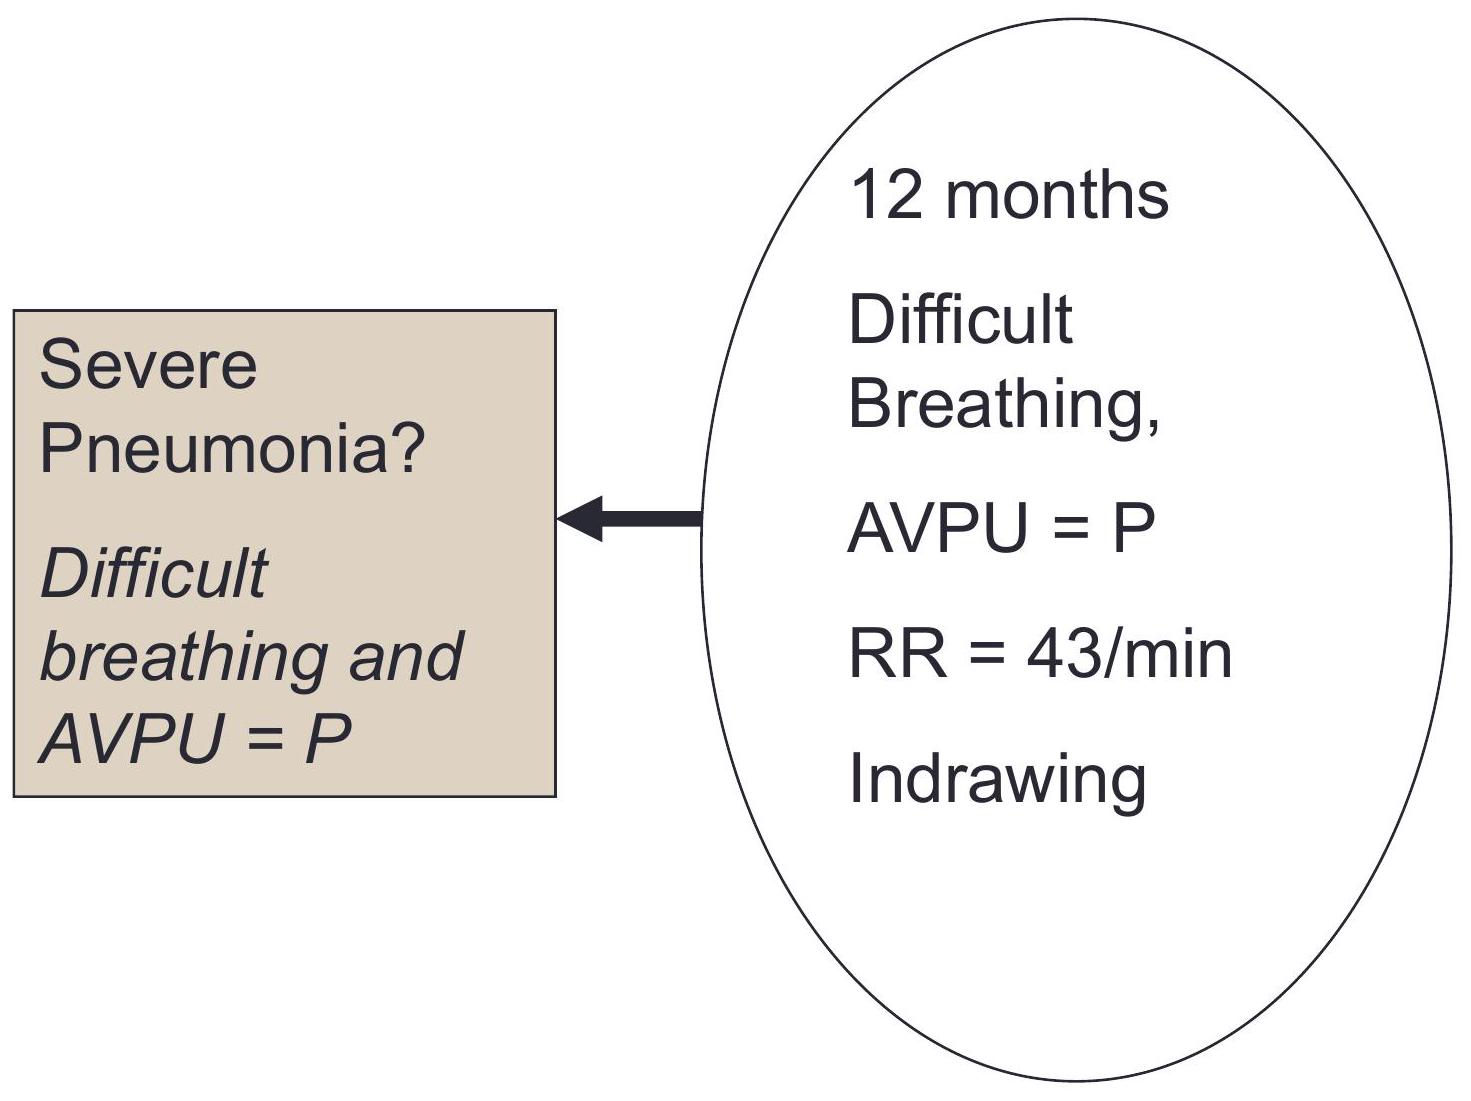 Severe
Pneumonia?
Difficult
breathing and
AVPU = P
12 months
Difficult
Breathing,
AVPU = P
RR = 43/min
Indrawing